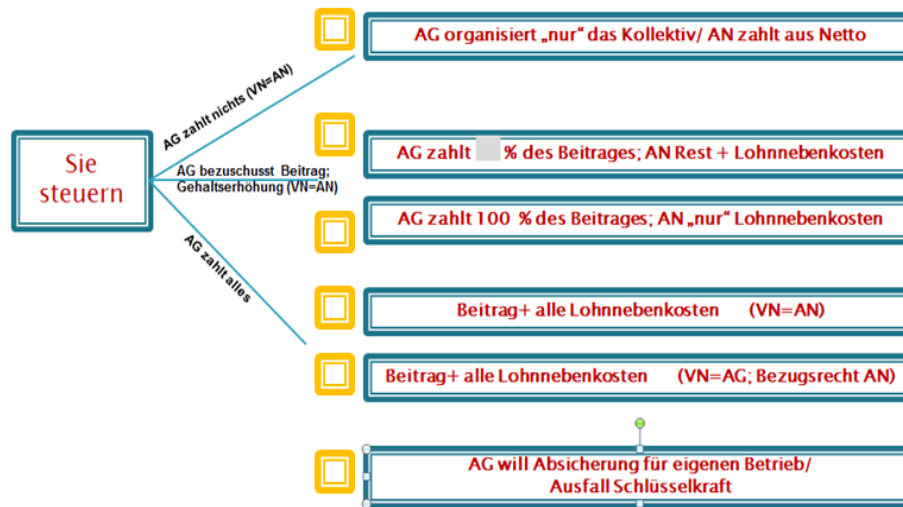 AG organisiert „nur“ das Kollektiv/ AN zahlt aus Netto
AG zahlt nichts (VN=AN)
Sie
steuern
AG bezuschusst Beitrag;
Gehaltserhöhung (VN=AN)
AG zahlt % des Beitrages; AN Rest + Lohnnebenkosten
AG zahlt 100 % des Beitrages; AN „nur“ Lohnnebenkosten
AG zahlt alles
Beitrag+ alle Lohnnebenkosten (VN=AN)
Beitrag+ alle Lohnnebenkosten (VN=AG; Bezugsrecht AN)
AG will Absicherung für eigenen Betrieb/
Ausfall Schlüsselkraft